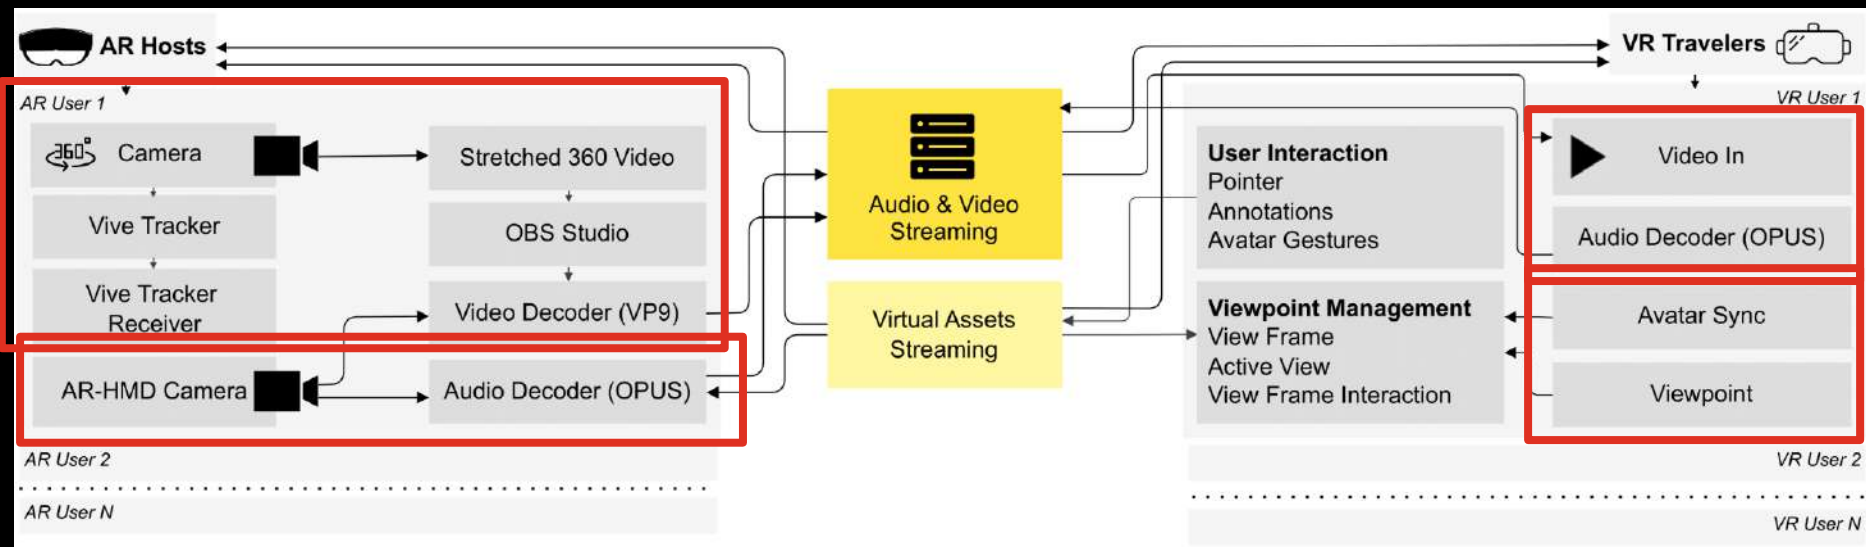 AR Hosts
AR User 1
360°
Camera
Stretched 360 Video
Vive Tracker
OBS Studio
Vive Tracker
Receiver
Video Decoder (VP9)
AR-HMD Camera
Audio Decoder (OPUS)
AR User 2
AR User N
Audio & Video
Streaming
Virtual Assets
Streaming
VR Travelers
VR User 1
User Interaction
Pointer
Annotations
Avatar Gestures
Viewpoint Management
View Frame
Active View
View Frame Interaction
Video In
Audio Decoder (OPUS)
Avatar Sync
Viewpoint
VR User 2
VR User N